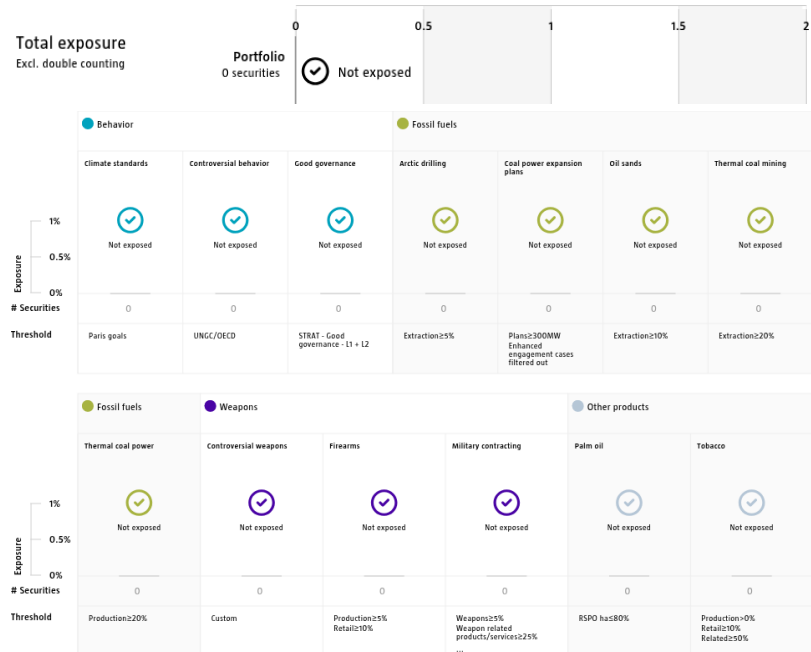 0 0.5 1 1.5 2
Total exposure
Excl. double counting
Portfolio
0 securities
Not exposed
Behavior
Fossil fuels
Climate standards
Controversial behavior
Good governance
Arctic drilling
Coal power expansion
plans
Oil sands
Thermal coal mining
Exposure
1%
0.5%
0%
Not exposed Not exposed Not exposed Not exposed Not exposed Not exposed Not exposed
# Securities 0 0 0 0 0 0 0
Threshold
Paris goals
UNGC/OECD
STRAT - Good
governance - L1 + L2
Extraction≥5%
Plans≥300MW
Enhanced
engagement cases
filtered out
Extraction≥10%
Extraction≥20%
Fossil fuels
Weapons
Other products
Thermal coal power
Controversial weapons
Firearms
Military contracting
Palm oil
Tobacco
Exposure
1%
0.5%
0%
Not exposed Not exposed Not exposed Not exposed Not exposed Not exposed
# Securities 0 0 0 0 0 0
Threshold
Production≥20%
Custom
Production≥5%
Retail≥10%
Weapons≥5%
Weapon related
products/services≥25%
RSPO ha≤80%
Production>0%
Retail≥10%
Related≥50%